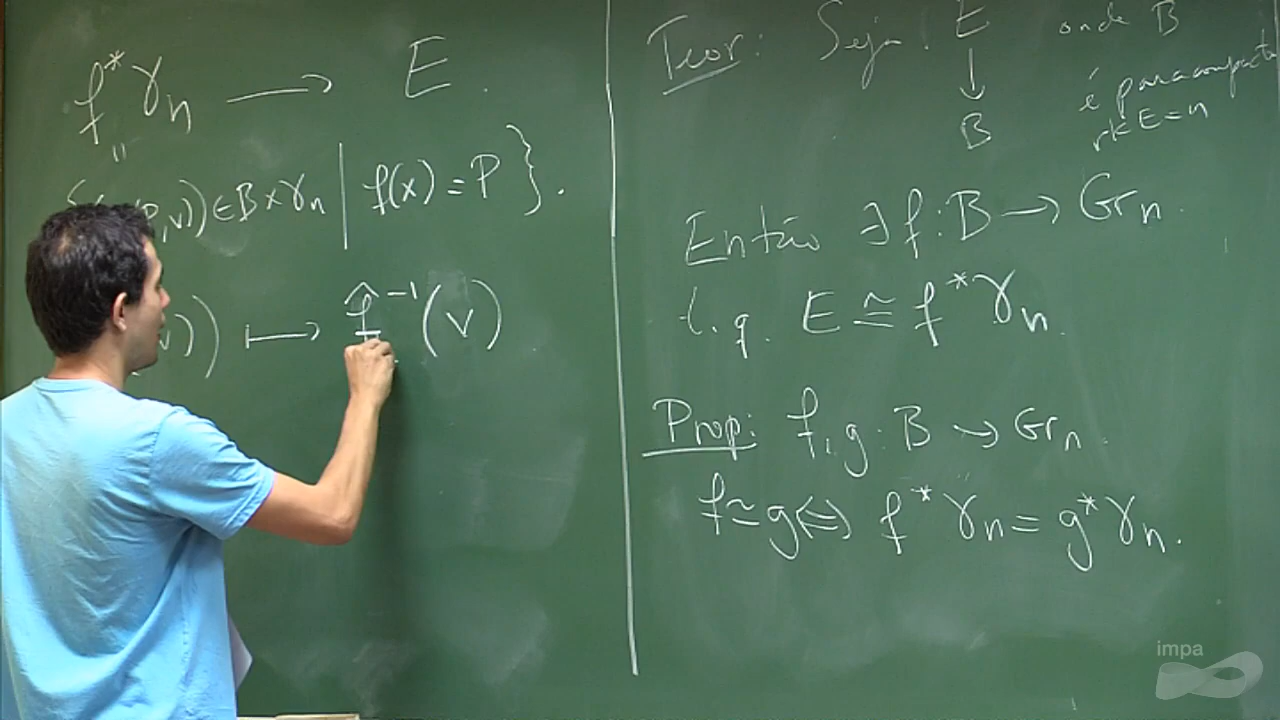 f*γₙ ⟶ E.
"
P,v)) ∈ B × γₙ | f(x) = P }.
v)) ⟼ f̂⁻¹(v)
Teor: Seja E onde B
↓ é paracompacto
B rk E = n
Então ∃ f: B → Grₙ.
t.q. E ≅ f*γₙ.
Prop: f, g: B → Grₙ.
f ≃ g ⇔ f*γₙ = g*γₙ.
impa